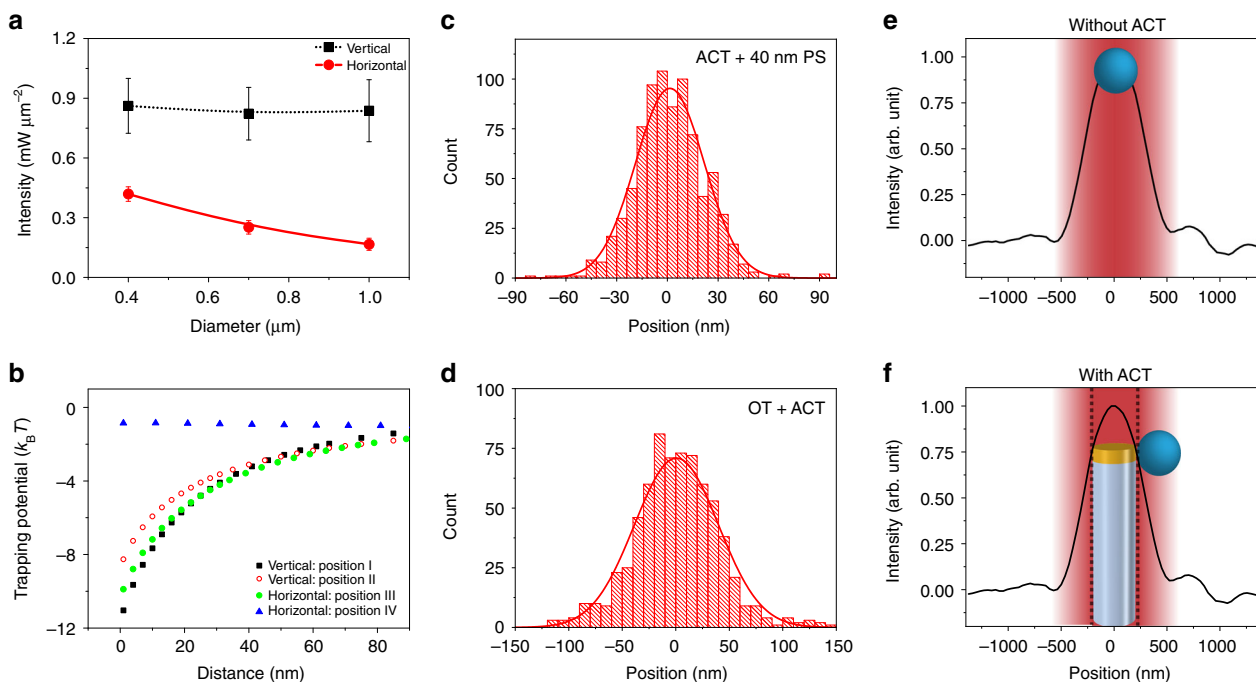 a
Intensity (mW μm⁻²)
1.2
0.9
0.6
0.3
0.0
Vertical
Horizontal
0.4
0.6
0.8
1.0
Diameter (μm)
b
Trapping potential (kBT)
0
−4
−8
−12
Vertical: position I
Vertical: position II
Horizontal: position III
Horizontal: position IV
0
20
40
60
80
Distance (nm)
c
Count
100
75
50
25
0
ACT + 40 nm PS
−90
−60
−30
0
30
60
90
Position (nm)
d
Count
100
75
50
25
0
OT + ACT
−150
−100
−50
0
50
100
150
Position (nm)
e
Without ACT
Intensity (arb. unit)
1.00
0.75
0.50
0.25
0.00
−1000
−500
0
500
1000
f
With ACT
Intensity (arb. unit)
1.00
0.75
0.50
0.25
0.00
−1000
−500
0
500
1000
Position (nm)